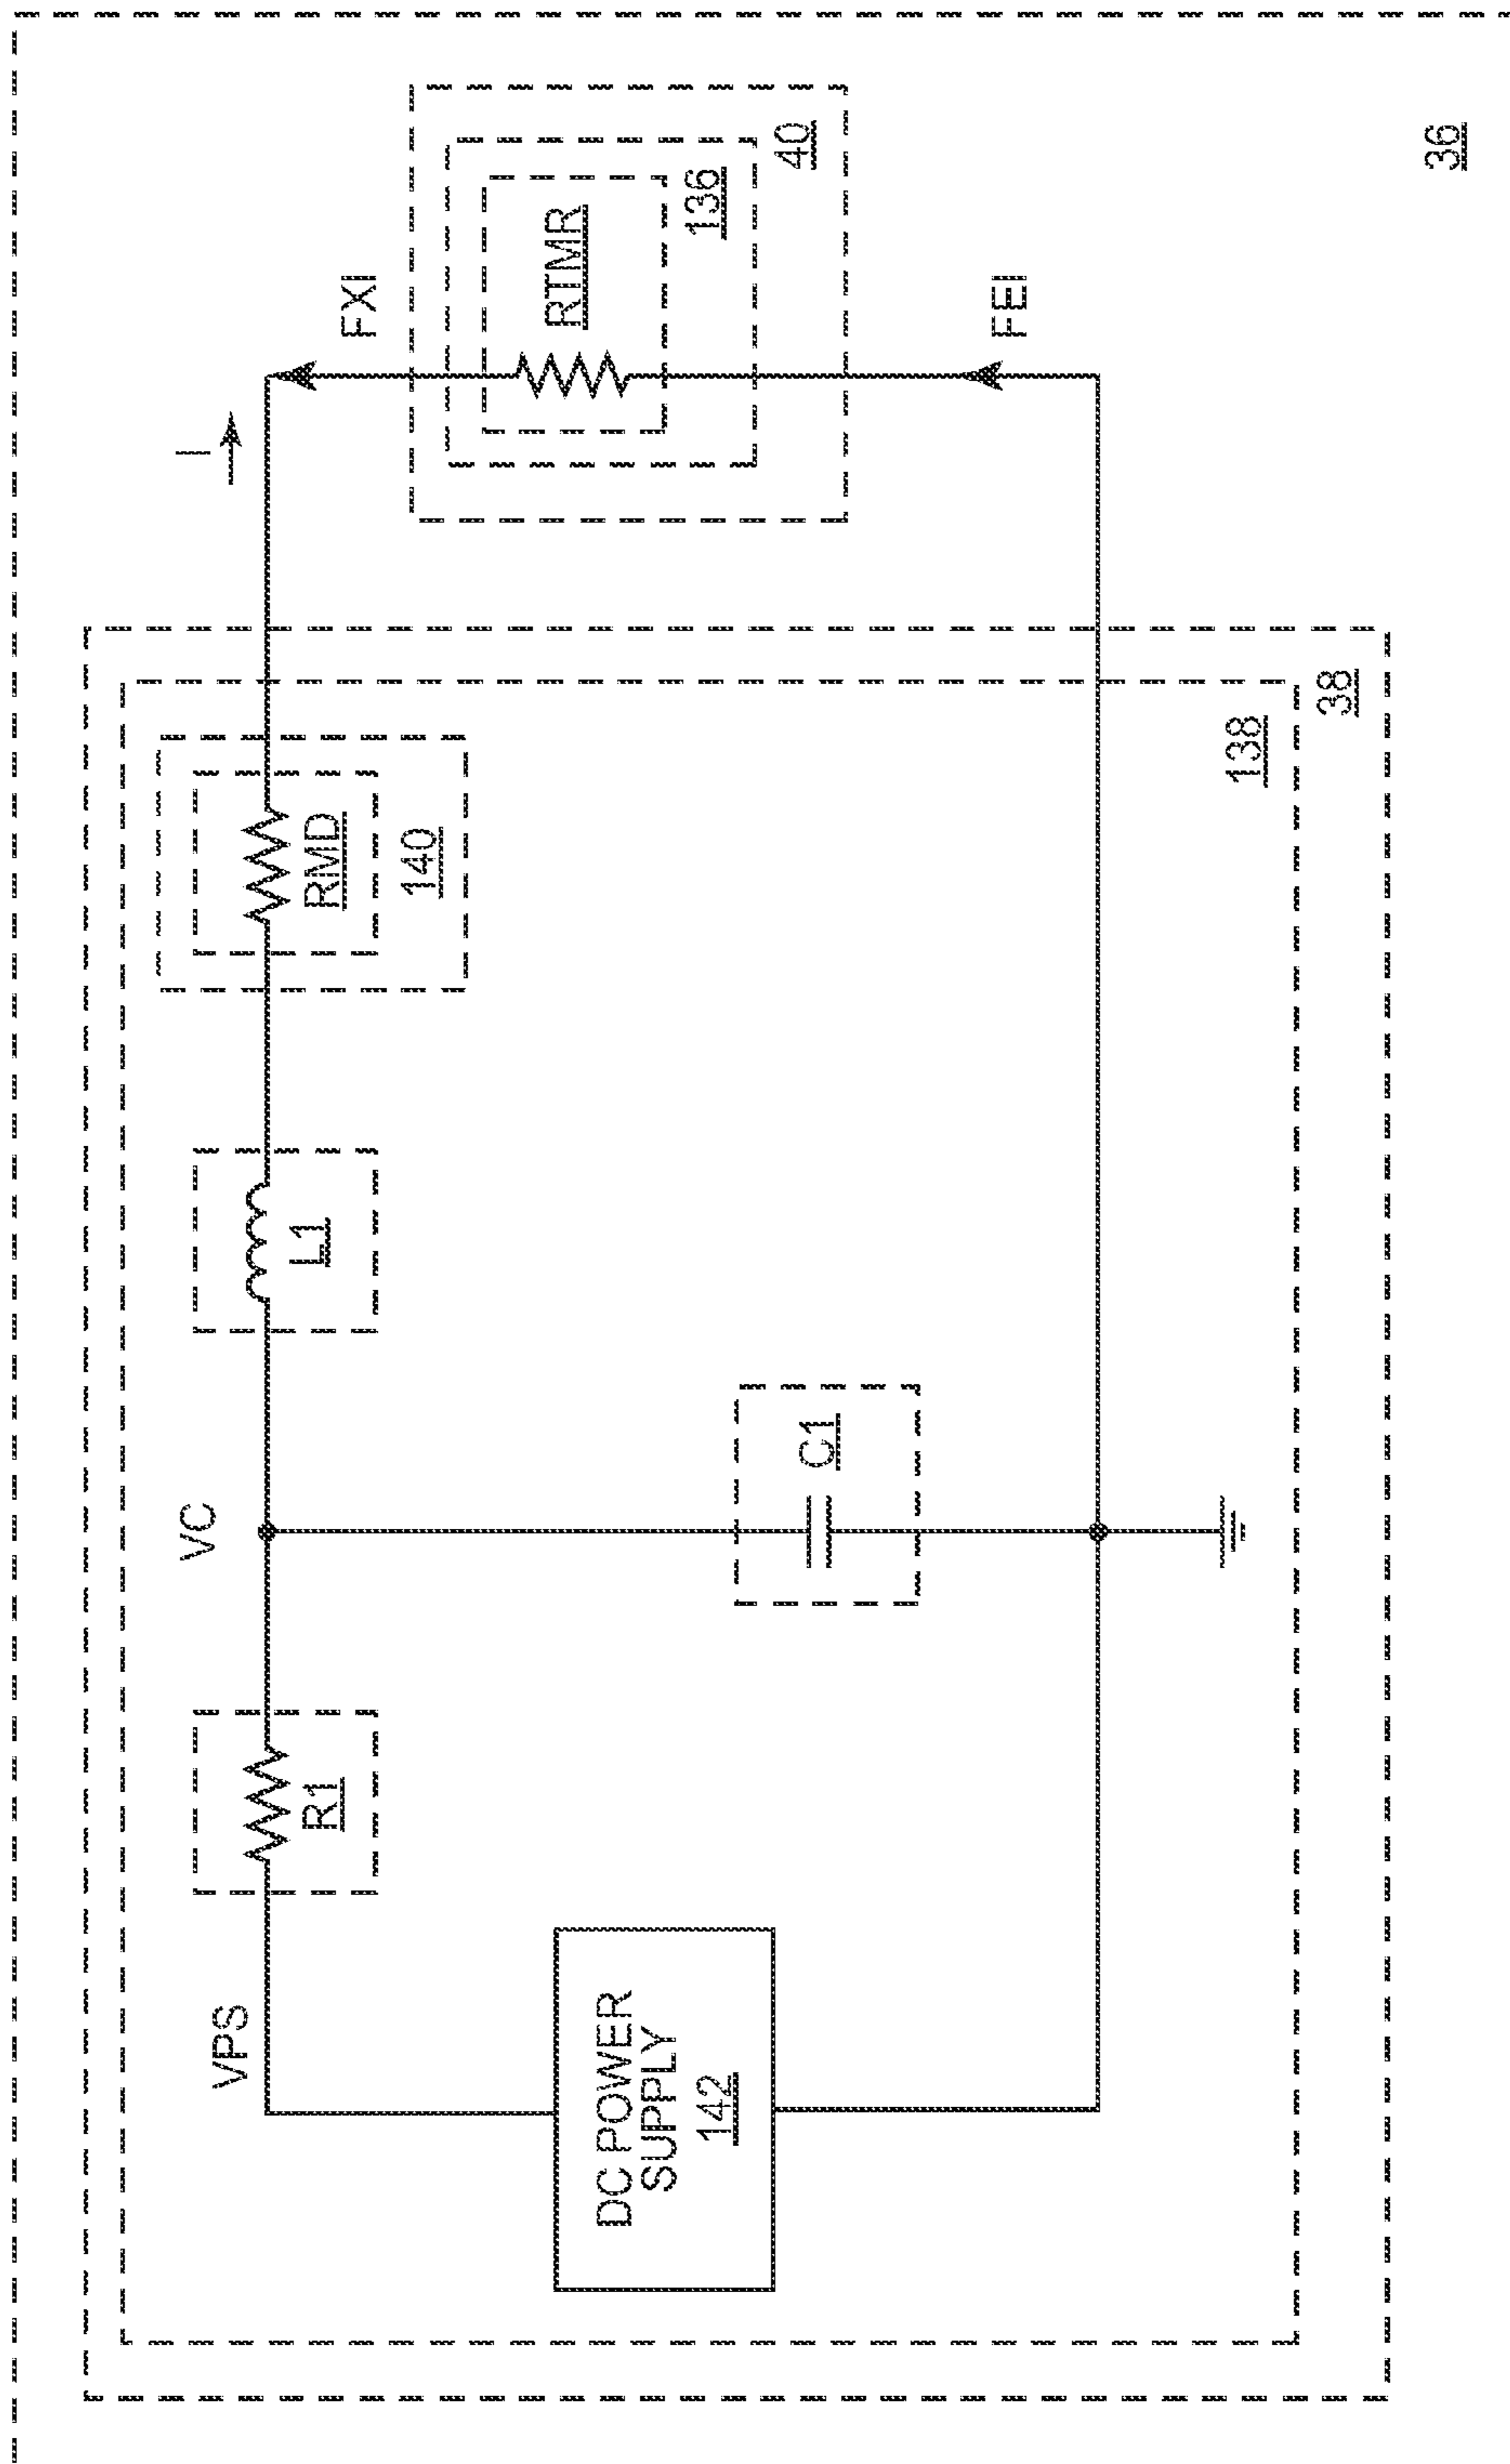 VPS
R1
DC POWER
SUPPLY
142
VC
C1
L1
RMD
140
138
38
I
FXI
RTMR
136
40
FEI
36